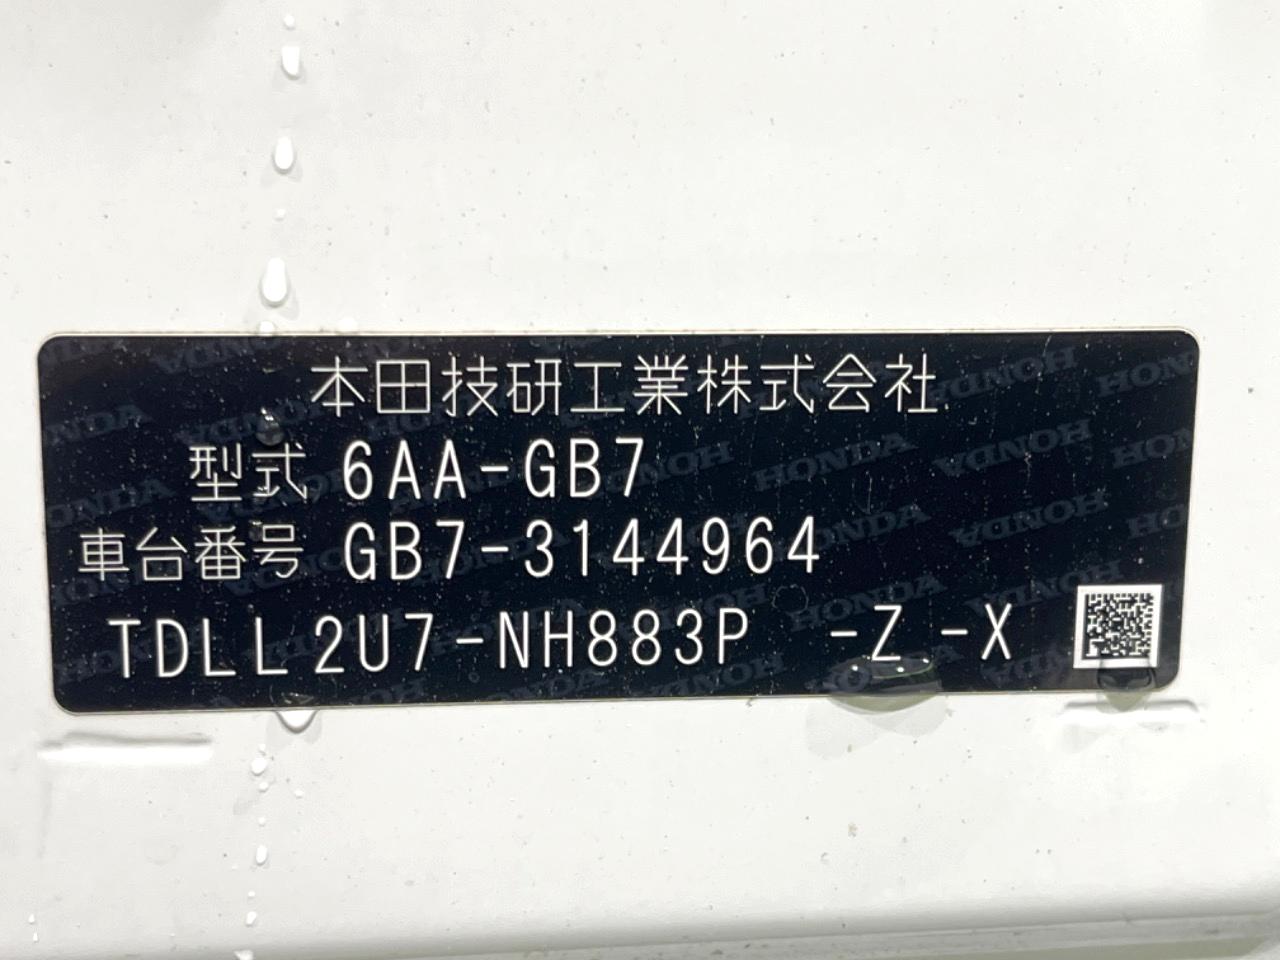 本田技研工業株式会社
型式 6AA-GB7
車台番号 GB7-3144964
TDLL2U7-NH883P -Z -X